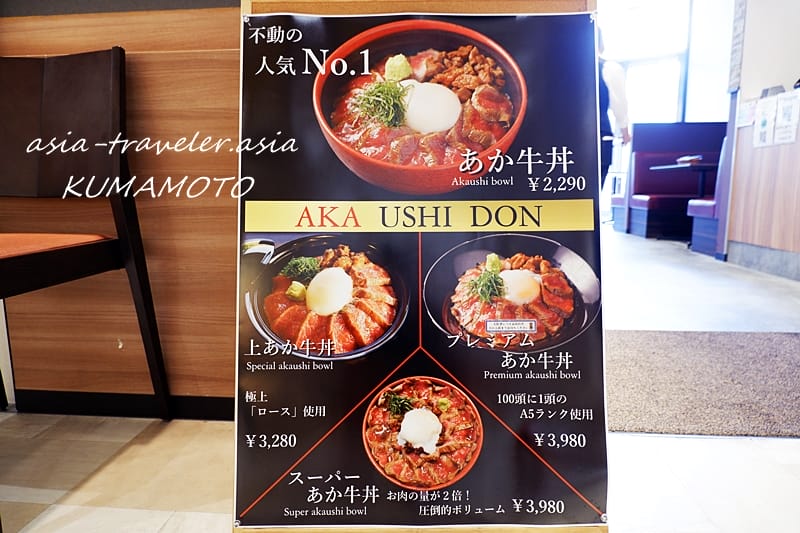 不動の
人気 No.1
asia-traveler.asia
KUMAMOTO
あか牛丼
Akaushi bowl ¥2,290
AKA USHI DON
上あか牛丼
Special akaushi bowl
極上
「ロース」使用
¥3,280
プレミアム
あか牛丼
Premium akaushi bowl
100頭に1頭の
A5ランク使用
¥3,980
スーパー
あか牛丼
Super akaushi bowl
お肉の量が2倍!
圧倒的ボリューム ¥3,980